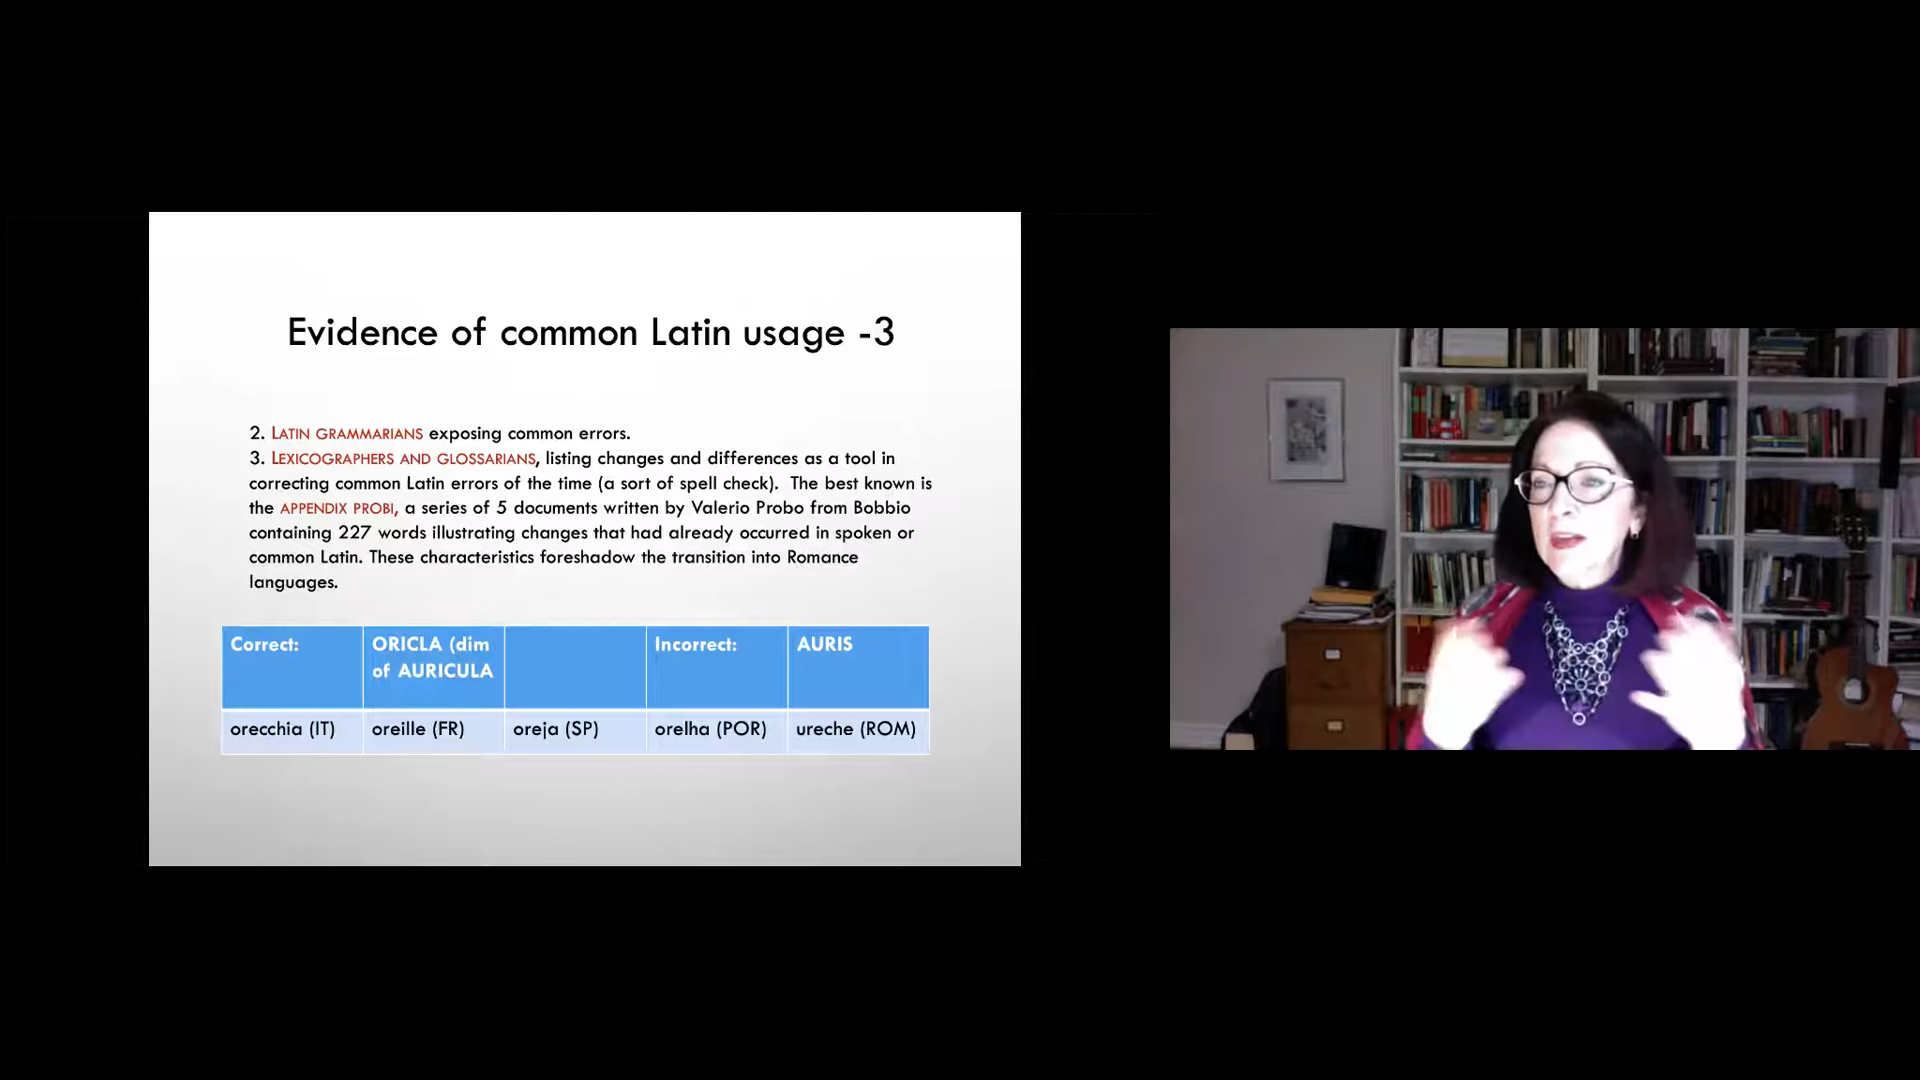 Evidence of common Latin usage -3
2. LATIN GRAMMARIANS exposing common errors.
3. LEXICOGRAPHERS AND GLOSSARIANS, listing changes and differences as a tool in
correcting common Latin errors of the time (a sort of spell check). The best known is
the APPENDIX PROBI, a series of 5 documents written by Valerio Probo from Bobbio
containing 227 words illustrating changes that had already occurred in spoken or
common Latin. These characteristics foreshadow the transition into Romance
languages.
Correct: ORICLA (dim Incorrect: AURIS
of AURICULA
orecchia (IT) oreille (FR) oreja (SP) orelha (POR) ureche (ROM)